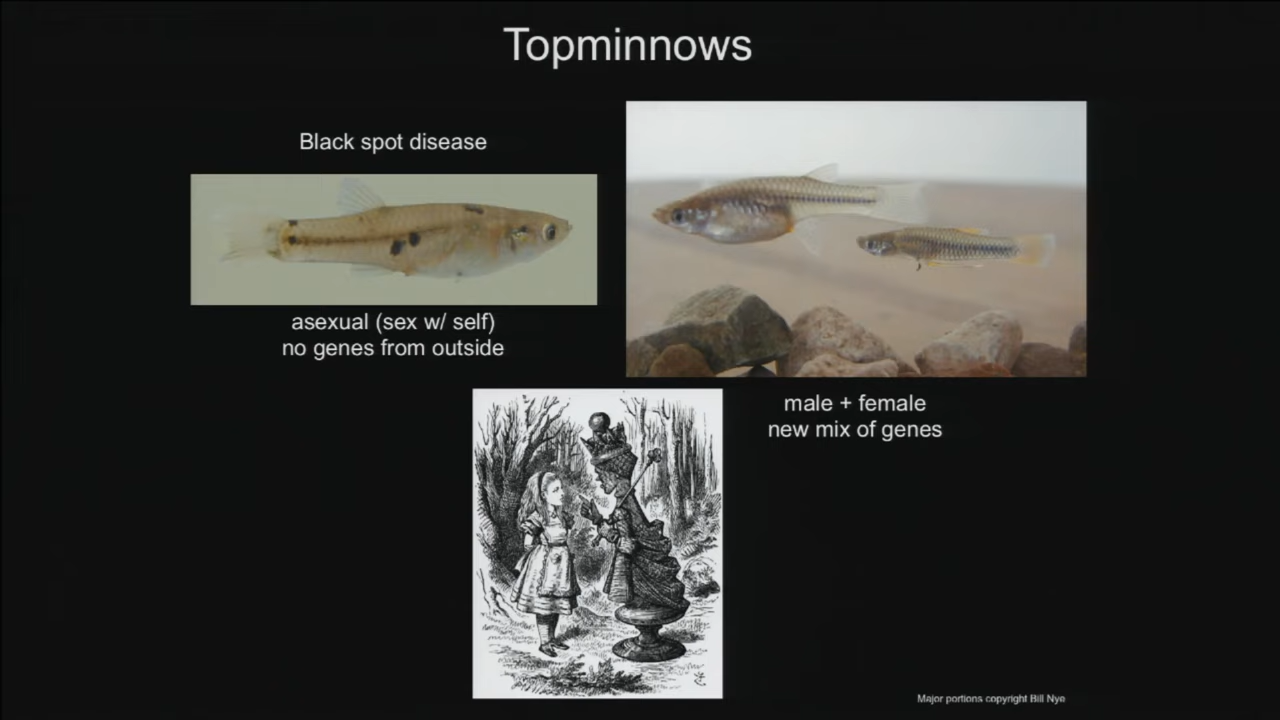 Topminnows
Black spot disease
asexual (sex w/ self)
no genes from outside
male + female
new mix of genes
Major portions copyright Bill Nye